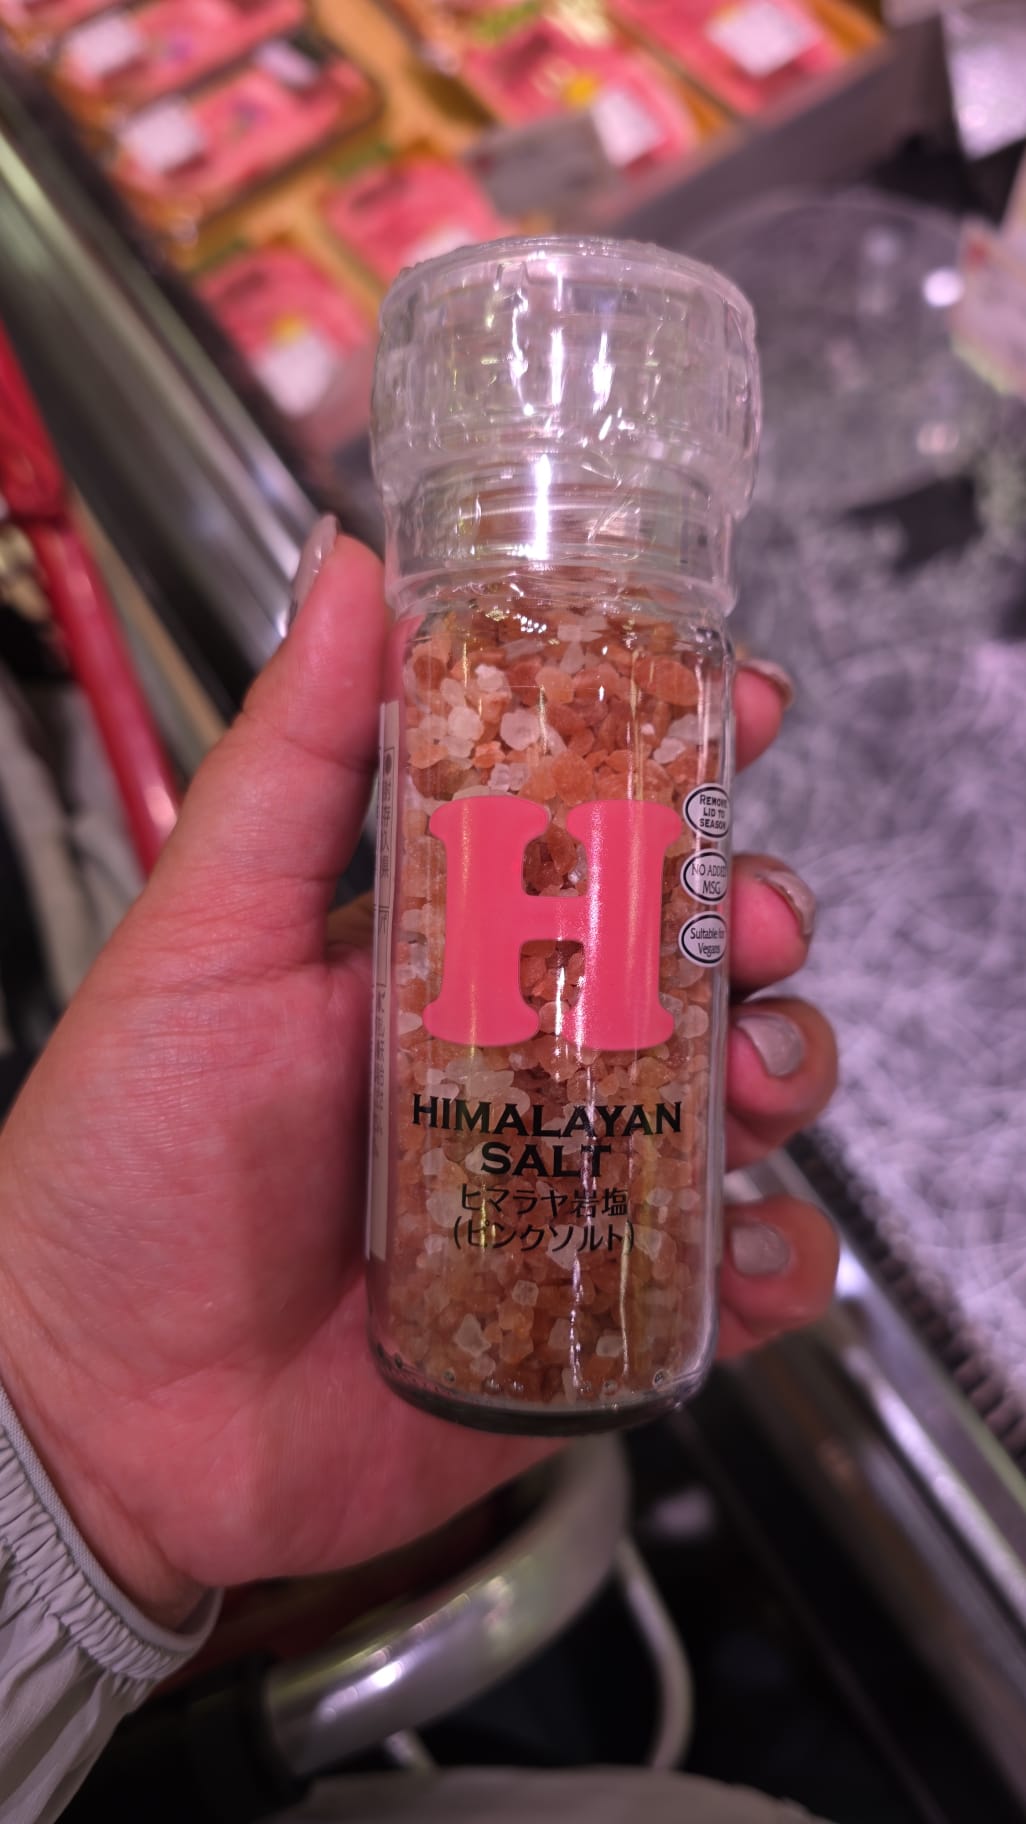 REMOVE
LID TO
SEASON
NO ADDED
MSG
Suitable for
Vegans
H
HIMALAYAN
SALT
ヒマラヤ岩塩
(ピンクソルト)